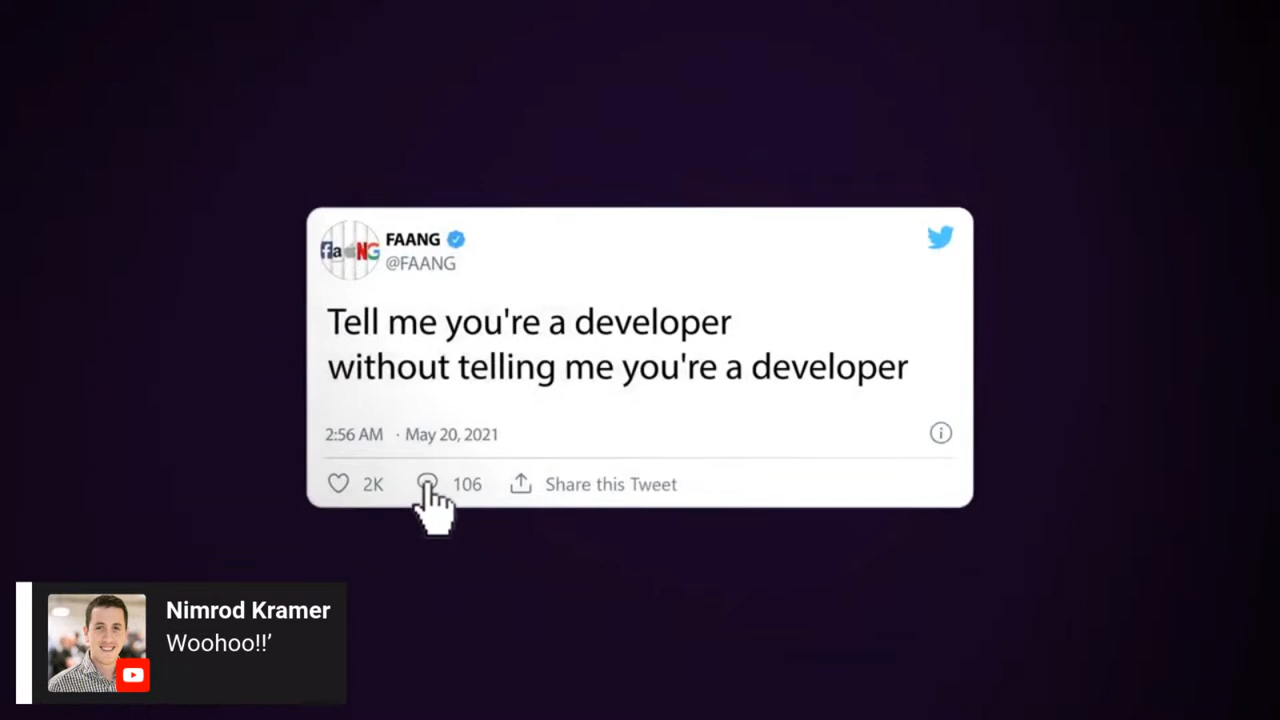 faaNG
FAANG
@FAANG
Tell me you're a developer
without telling me you're a developer
2:56 AM · May 20, 2021
2K 106 Share this Tweet
Nimrod Kramer
Woohoo!!’